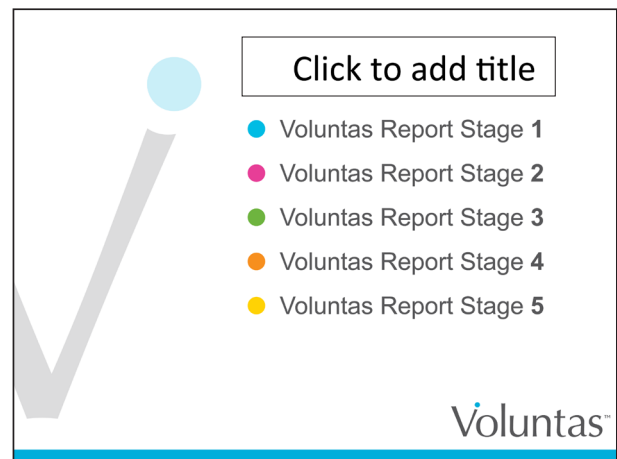 Click to add title
Voluntas Report Stage 1
Voluntas Report Stage 2
Voluntas Report Stage 3
Voluntas Report Stage 4
Voluntas Report Stage 5
Voluntas™